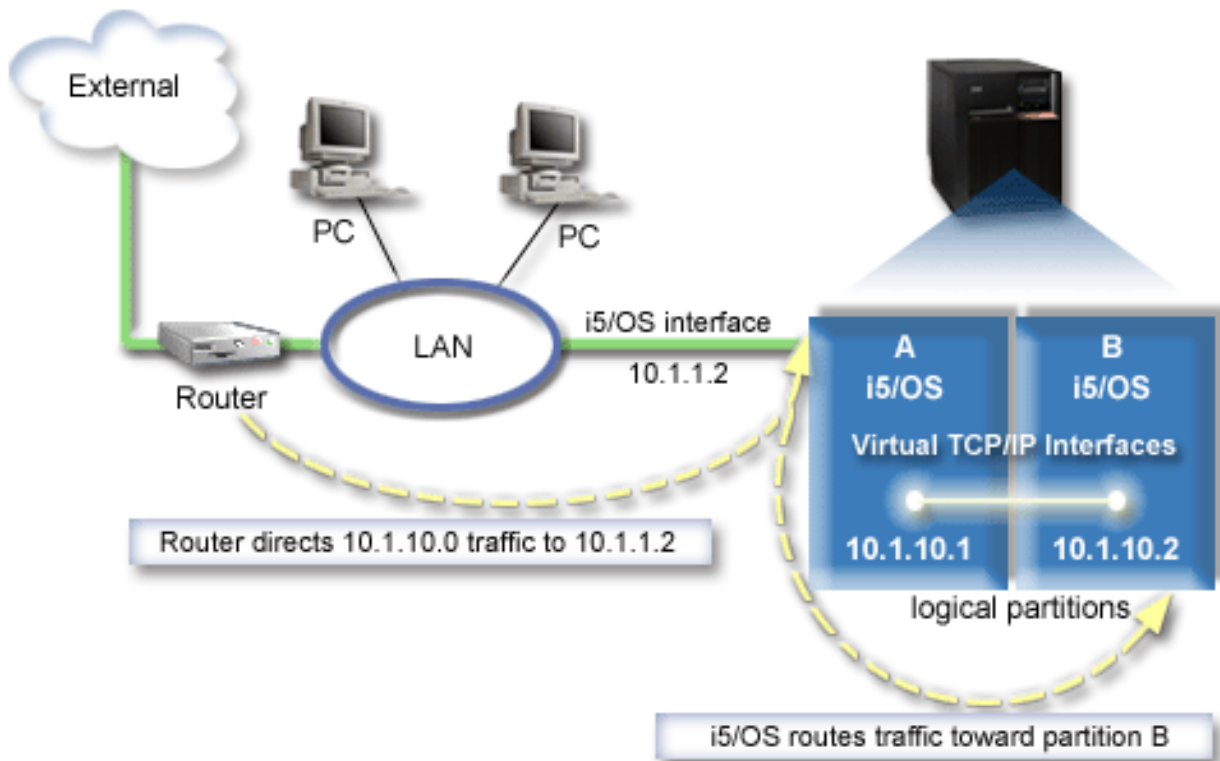 External
PC
PC
Router
LAN
i5/OS interface
10.1.1.2
Router directs 10.1.10.0 traffic to 10.1.1.2
A
i5/OS
B
i5/OS
Virtual TCP/IP Interfaces
10.1.10.1
10.1.10.2
logical partitions
i5/OS routes traffic toward partition B